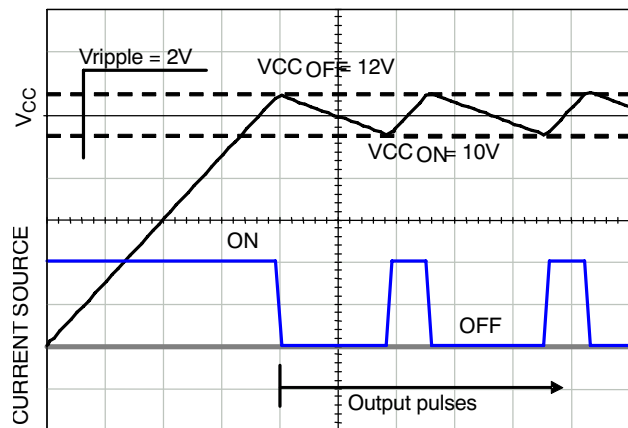 Vripple = 2V
VCC OFF = 12V
VCC
VCC ON = 10V
ON
CURRENT SOURCE
OFF
Output pulses